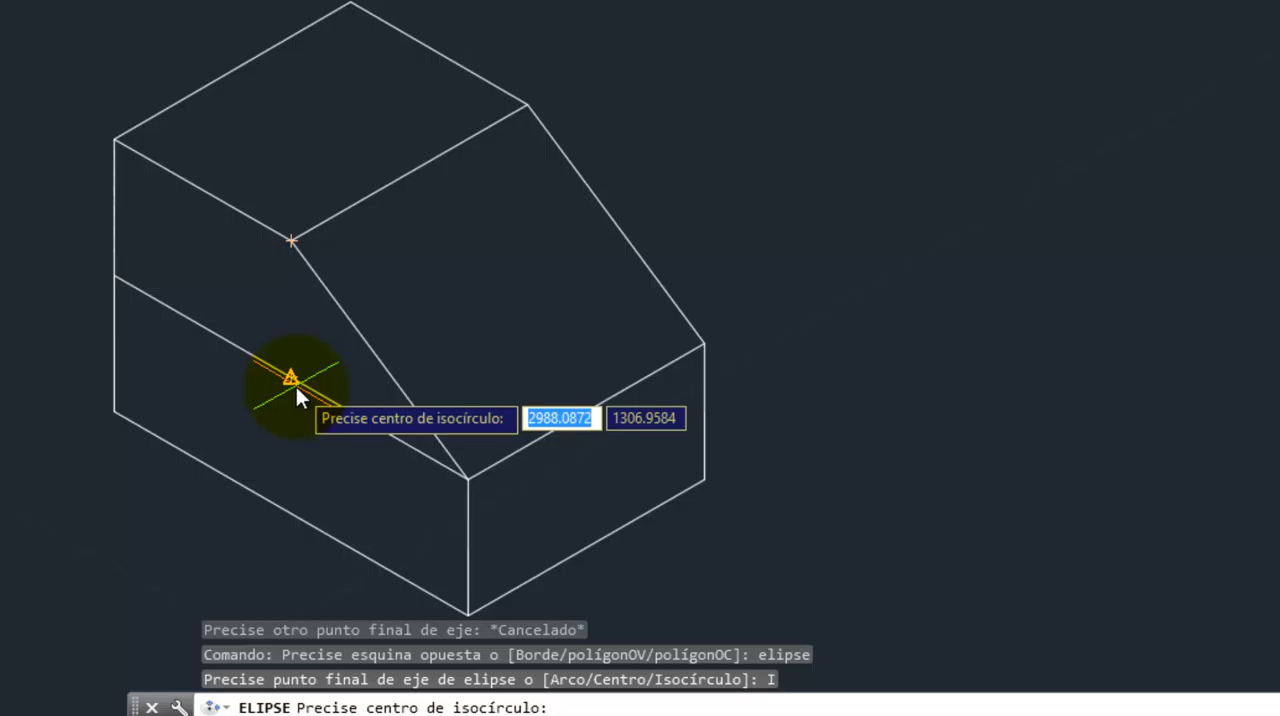 Precise centro de isocírculo: 2988.0872 1306.9584
Precise otro punto final de eje: *Cancelado*
Comando: Precise esquina opuesta o [Borde/polígonOV/polígonOC]: elipse
Precise punto final de eje de elipse o [Arco/Centro/Isocírculo]: I
ELIPSE Precise centro de isocírculo: